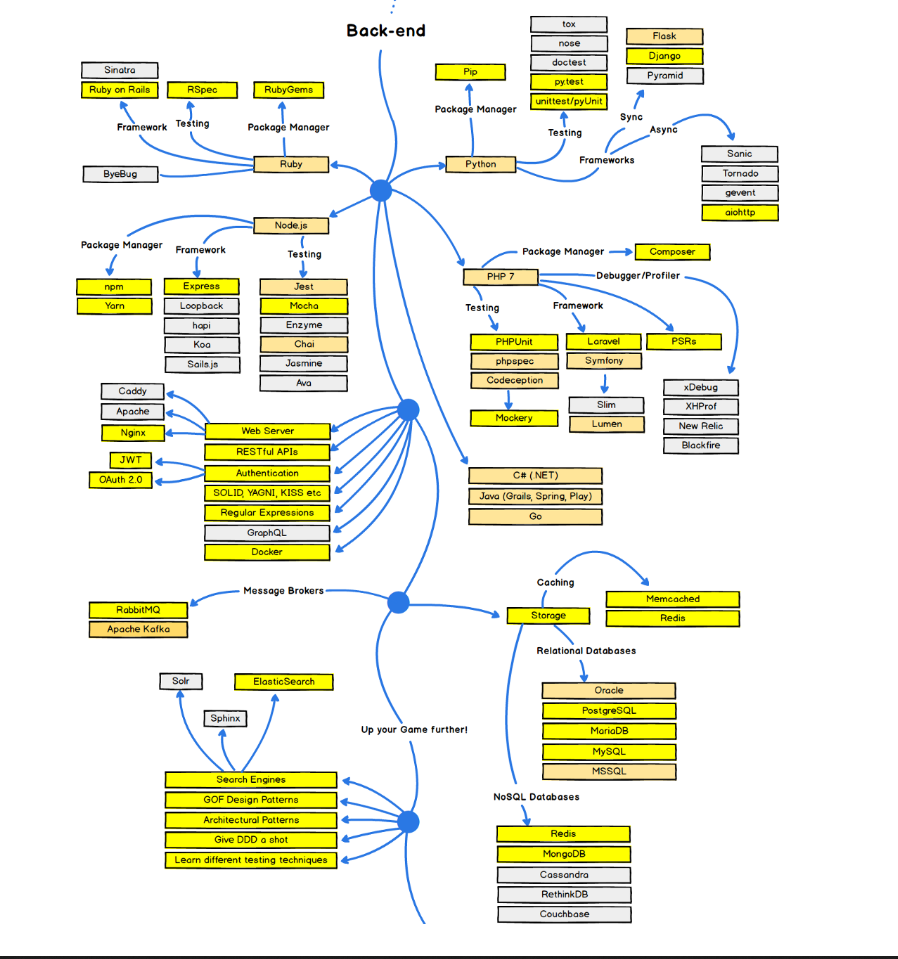 Back-end
Sinatra
Ruby on Rails
RSpec
RubyGems
Framework
Testing
Package Manager
ByeBug
Ruby
Pip
Package Manager
Python
tox
nose
doctest
py.test
unittest/pyUnit
Testing
Flask
Django
Pyramid
Sync
Async
Frameworks
Sanic
Tornado
gevent
aiohttp
Node.js
Package Manager
Framework
Testing
npm
Yarn
Express
Loopback
hapi
Koa
Sails.js
Jest
Mocha
Enzyme
Chai
Jasmine
Ava
PHP 7
Package Manager
Composer
Debugger/Profiler
Testing
Framework
PHPUnit
phpspec
Codeception
Mockery
Laravel
Symfony
Slim
Lumen
PSRs
xDebug
XHProf
New Relic
Blackfire
Caddy
Apache
Nginx
JWT
OAuth 2.0
Web Server
RESTful APIs
Authentication
SOLID, YAGNI, KISS etc
Regular Expressions
GraphQL
Docker
C# (.NET)
Java (Grails, Spring, Play)
Go
Message Brokers
RabbitMQ
Apache Kafka
Caching
Storage
Memcached
Redis
Relational Databases
Oracle
PostgreSQL
MariaDB
MySQL
MSSQL
NoSQL Databases
Redis
MongoDB
Cassandra
RethinkDB
Couchbase
Up your Game further!
Solr
Sphinx
ElasticSearch
Search Engines
GOF Design Patterns
Architectural Patterns
Give DDD a shot
Learn different testing techniques